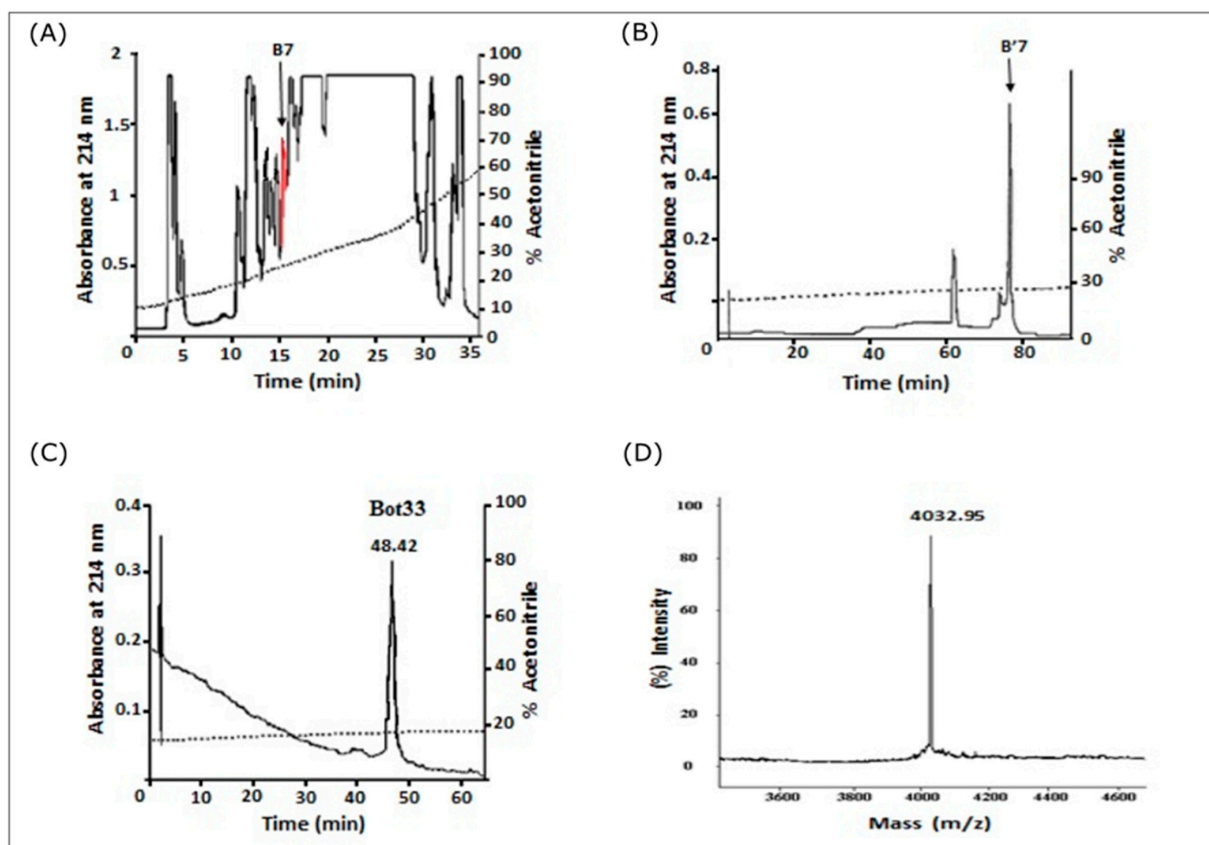 (A)
B7
2
1.5
1
0.5
Absorbance at 214 nm
100
90
80
70
60
50
40
30
20
10
0
% Acetonitrile
0 5 10 15 20 25 30 35
Time (min)
(B)
B'7
0.8
0.6
0.4
0.2
0
Absorbance at 214 nm
90
60
30
0
% Acetonitrile
0 20 40 60 80
Time (min)
(C)
Bot33
48.42
0.4
0.3
0.2
0.1
Absorbance at 214 nm
100
80
60
40
20
0
% Acetonitrile
0 10 20 30 40 50 60
Time (min)
(D)
4032.95
100
80
60
40
20
0
(%) Intensity
3600 3800 4000 4200 4400 4600
Mass (m/z)